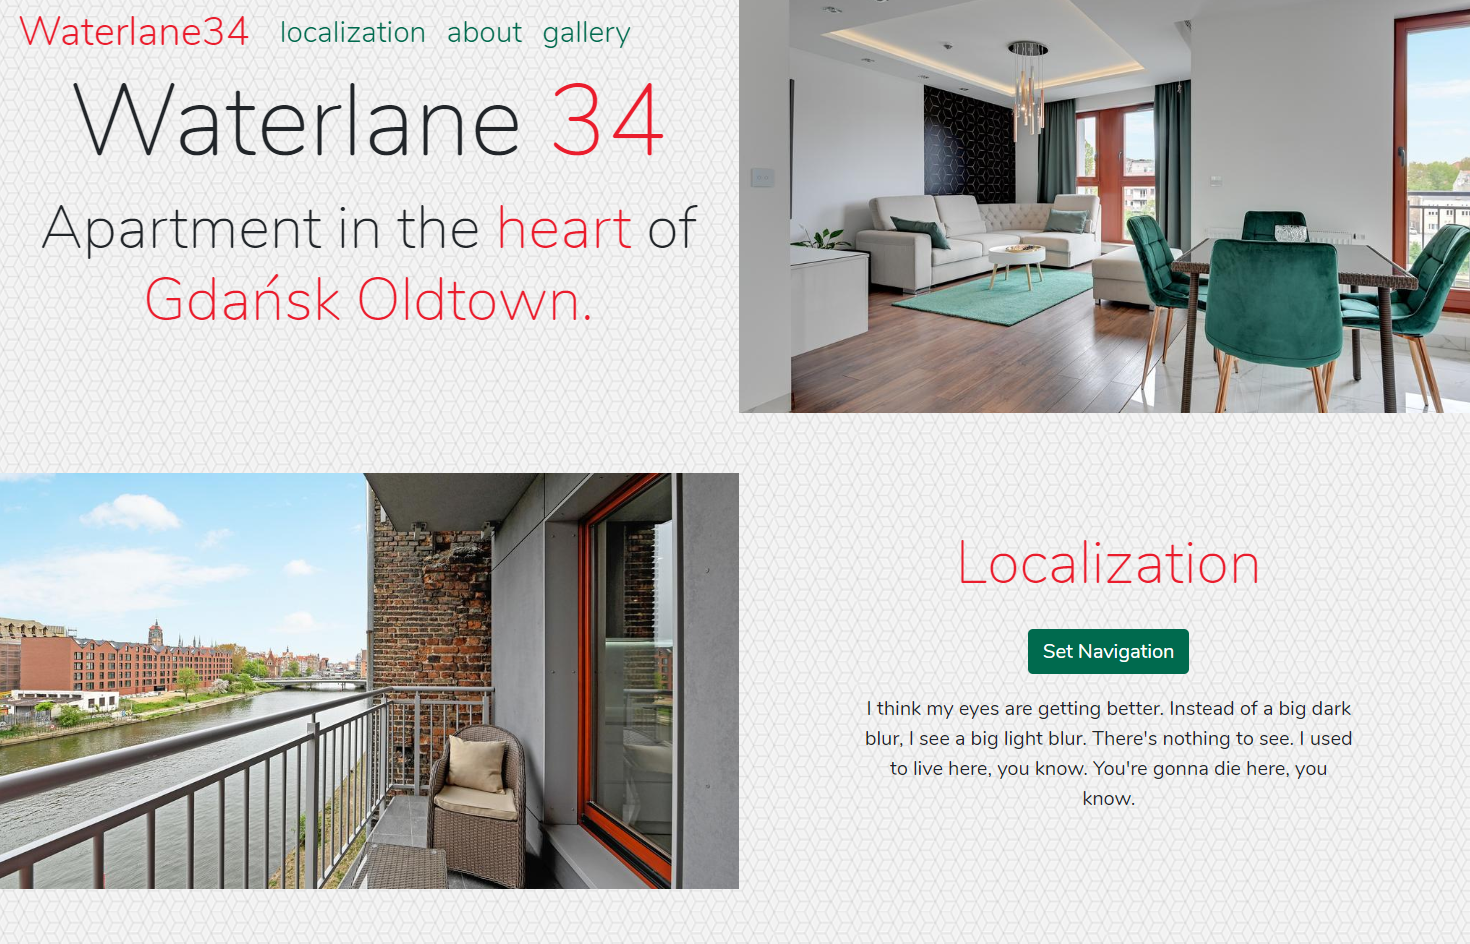 Waterlane34 localization about gallery
Waterlane 34
Apartment in the heart of
Gdańsk Oldtown.
Localization
Set Navigation
I think my eyes are getting better. Instead of a big dark
blur, I see a big light blur. There's nothing to see. I used
to live here, you know. You're gonna die here, you
know.